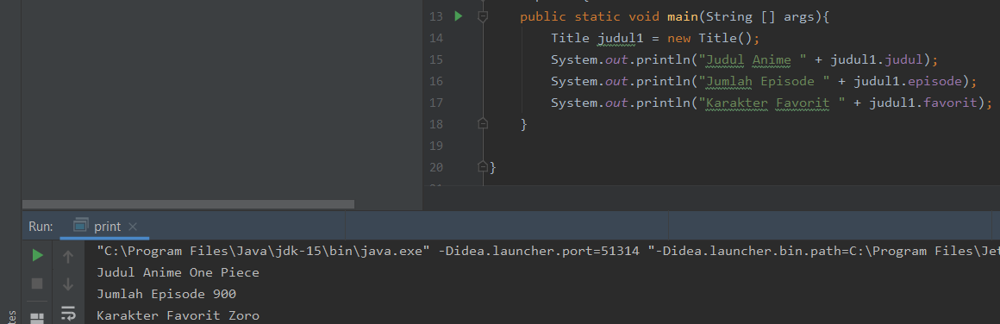 13 public static void main(String [] args){
14 Title judul1 = new Title();
15 System.out.println("Judul Anime " + judul1.judul);
16 System.out.println("Jumlah Episode " + judul1.episode);
17 System.out.println("Karakter Favorit " + judul1.favorit);
18 }
19
20 }
Run: print
"C:\Program Files\Java\jdk-15\bin\java.exe" -Didea.launcher.port=51314 "-Didea.launcher.bin.path=C:\Program Files\Jet
Judul Anime One Piece
Jumlah Episode 900
Karakter Favorit Zoro